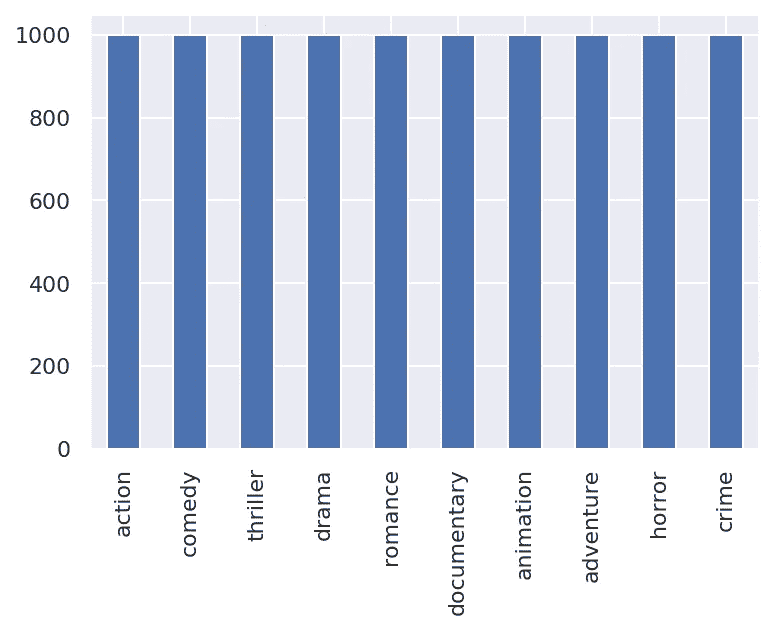 1000
800
600
400
200
0
action
comedy
thriller
drama
romance
documentary
animation
adventure
horror
crime